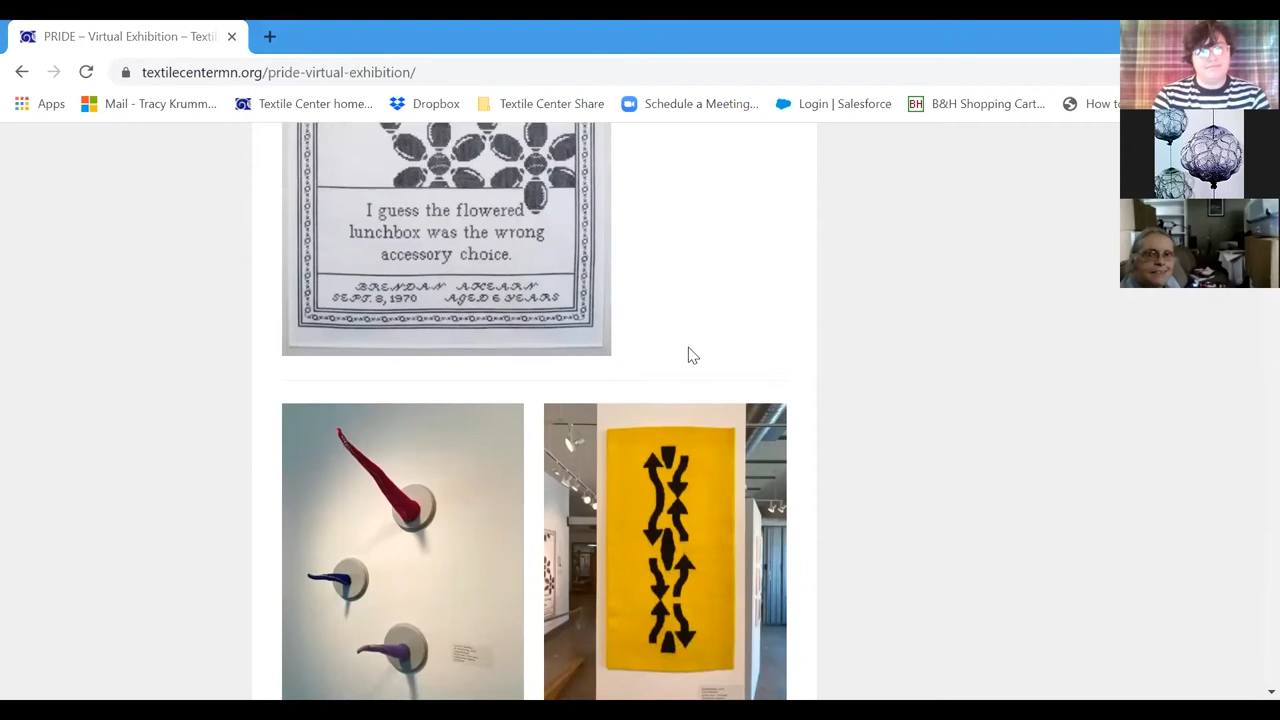 PRIDE – Virtual Exhibition – Texti
textilecentermn.org/pride-virtual-exhibition/
Apps
Mail - Tracy Krumm...
Textile Center home...
Dropbox
Textile Center Share
Schedule a Meeting...
Login | Salesforce
BH
B&H Shopping Cart...
How to
I guess the flowered
lunchbox was the wrong
accessory choice.
BRENDAN AHEARN
SEPT. 8, 1970 AGED 6 YEARS